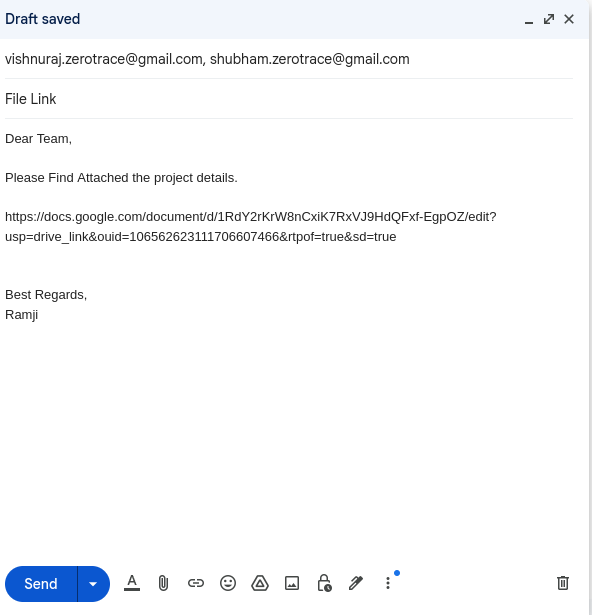 Draft saved
vishnuraj.zerotrace@gmail.com, shubham.zerotrace@gmail.com
File Link
Dear Team,
Please Find Attached the project details.
https://docs.google.com/document/d/1RdY2rKrW8nCxiK7RxVJ9HdQFxf-EgpOZ/edit?
usp=drive_link&ouid=106562623111706607466&rtpof=true&sd=true
Best Regards,
Ramji
Send